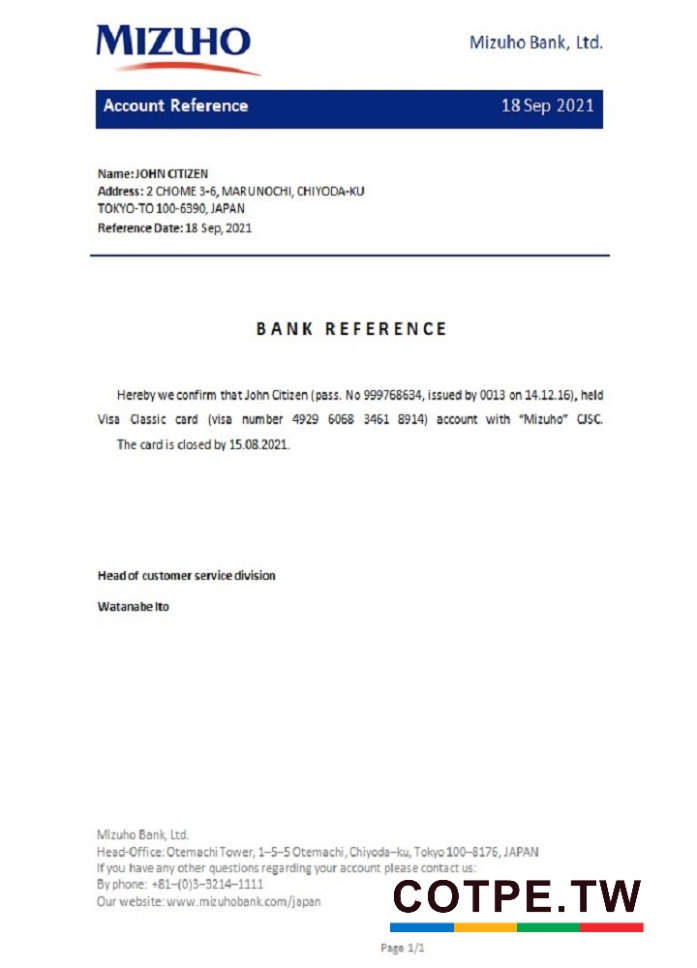 MIZUHO
Mizuho Bank, Ltd.
Account Reference
18 Sep 2021
Name: JOHN CITIZEN
Address: 2 CHOME 3-6, MARUNOCHI, CHIYODA-KU
TOKYO-TO 100-6390, JAPAN
Reference Date: 18 Sep, 2021
BANK REFERENCE
Hereby we confirm that John Citizen (pass. No 999768634, issued by 0013 on 14.12.16), held
Visa Classic card (visa number 4929 6068 3461 8914) account with “Mizuho” CJSC.
The card is closed by 15.08.2021.
Head of customer service division
Watanabe Ito
Mizuho Bank, Ltd.
Head-Office: Otemachi Tower, 1–5–5 Otemachi, Chiyoda–ku, Tokyo 100–8176, JAPAN
If you have any other questions regarding your account please contact us:
By phone: +81–(0)3–3214–1111
Our website: www.mizuhobank.com/japan
COTPE.TW
Page 1/1